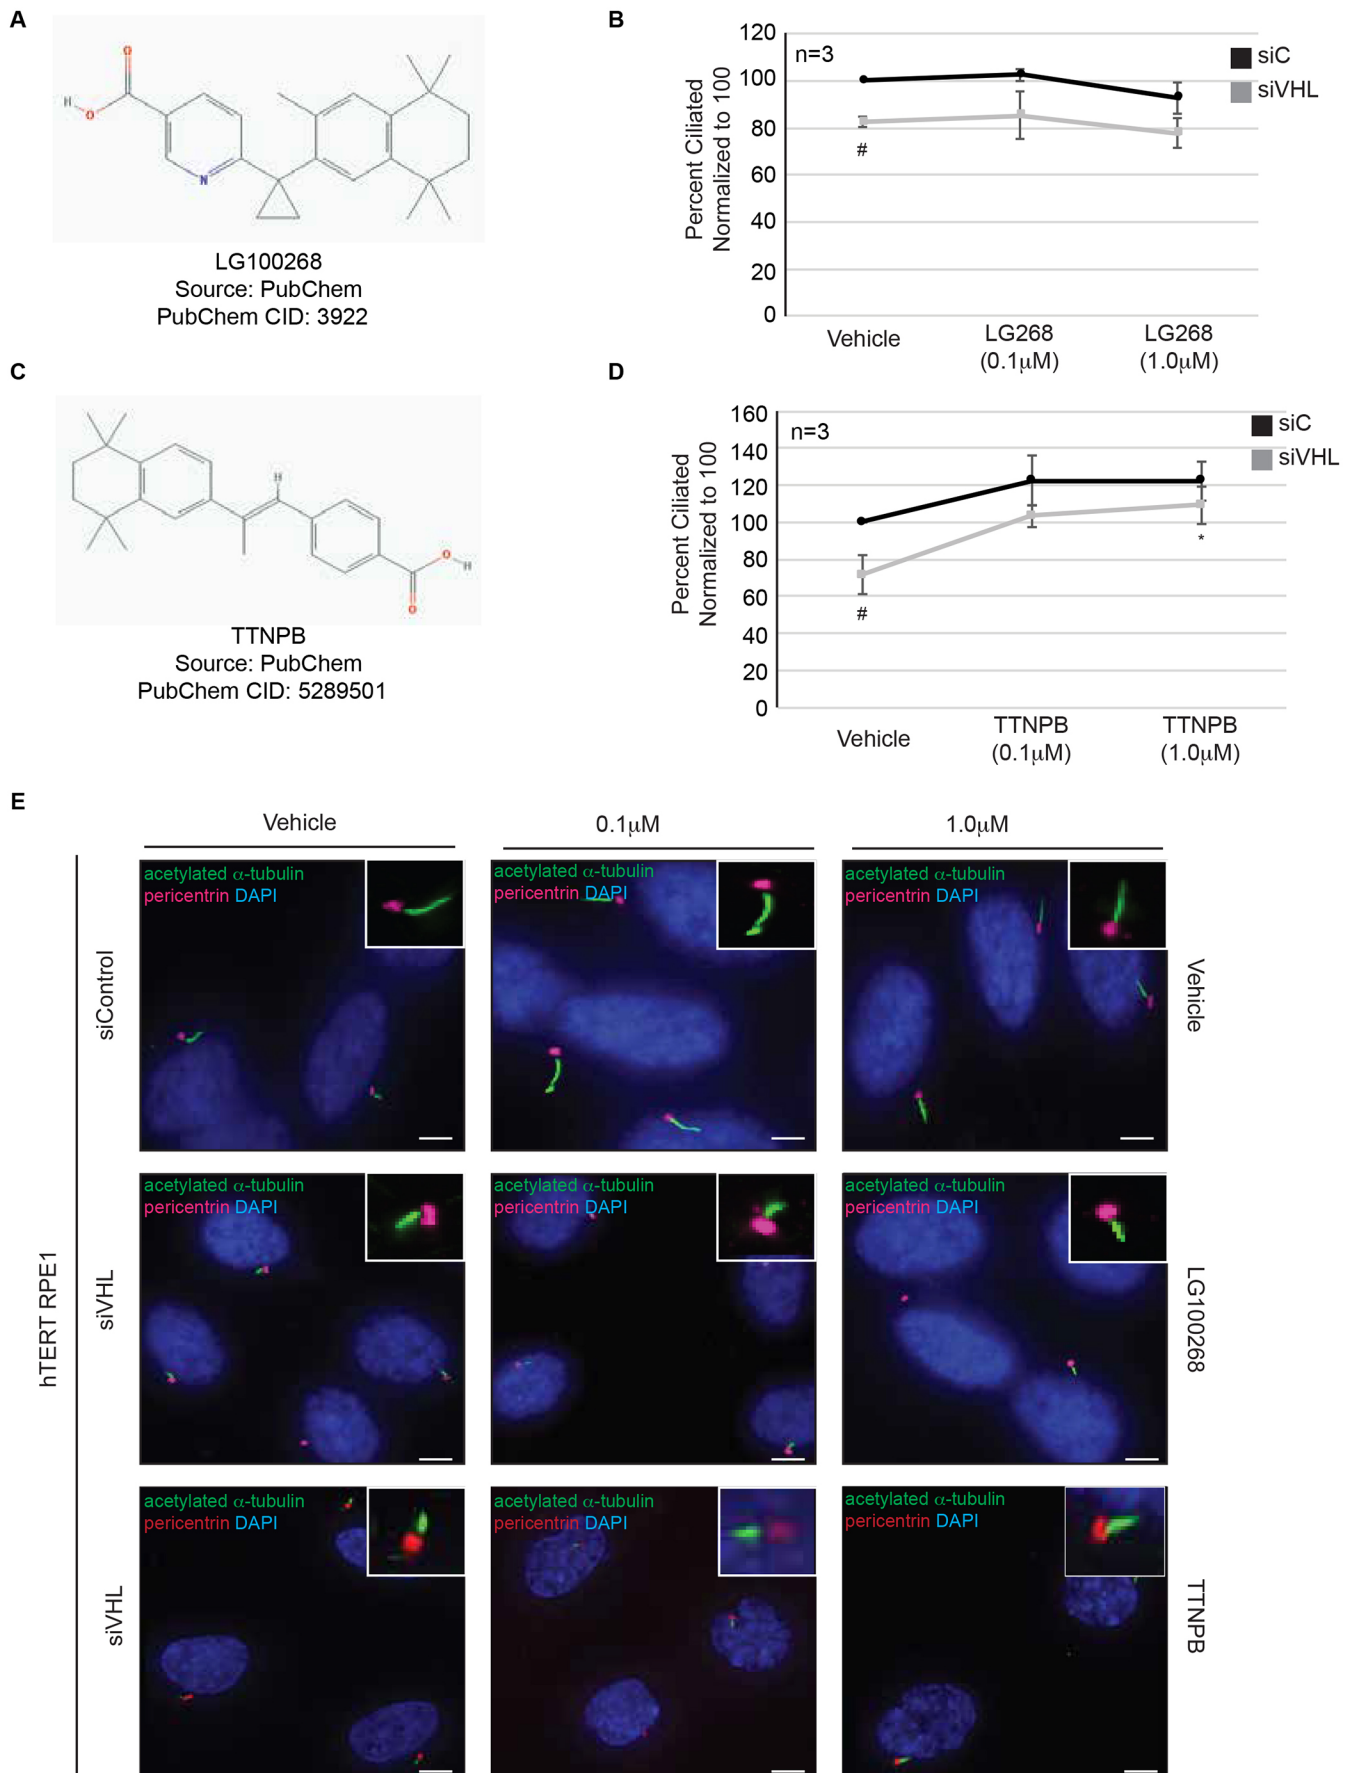 A
H
O
O
N
LG100268
Source: PubChem
PubChem CID: 3922
B
n=3
siC
siVHL
Percent Ciliated
Normalized to 100
120
100
80
60
40
20
0
#
Vehicle
LG268
(0.1μM)
LG268
(1.0μM)
C
H
O
H
O
TTNPB
Source: PubChem
PubChem CID: 5289501
D
n=3
siC
siVHL
Percent Ciliated
Normalized to 100
160
140
120
100
80
60
40
20
0
#
*
Vehicle
TTNPB
(0.1μM)
TTNPB
(1.0μM)
E
Vehicle
0.1μM
1.0μM
hTERT RPE1
siControl
acetylated α-tubulin
pericentrin DAPI
acetylated α-tubulin
pericentrin DAPI
acetylated α-tubulin
pericentrin DAPI
Vehicle
siVHL
acetylated α-tubulin
pericentrin DAPI
acetylated α-tubulin
pericentrin DAPI
acetylated α-tubulin
pericentrin DAPI
LG100268
siVHL
acetylated α-tubulin
pericentrin DAPI
acetylated α-tubulin
pericentrin DAPI
acetylated α-tubulin
pericentrin DAPI
TTNPB